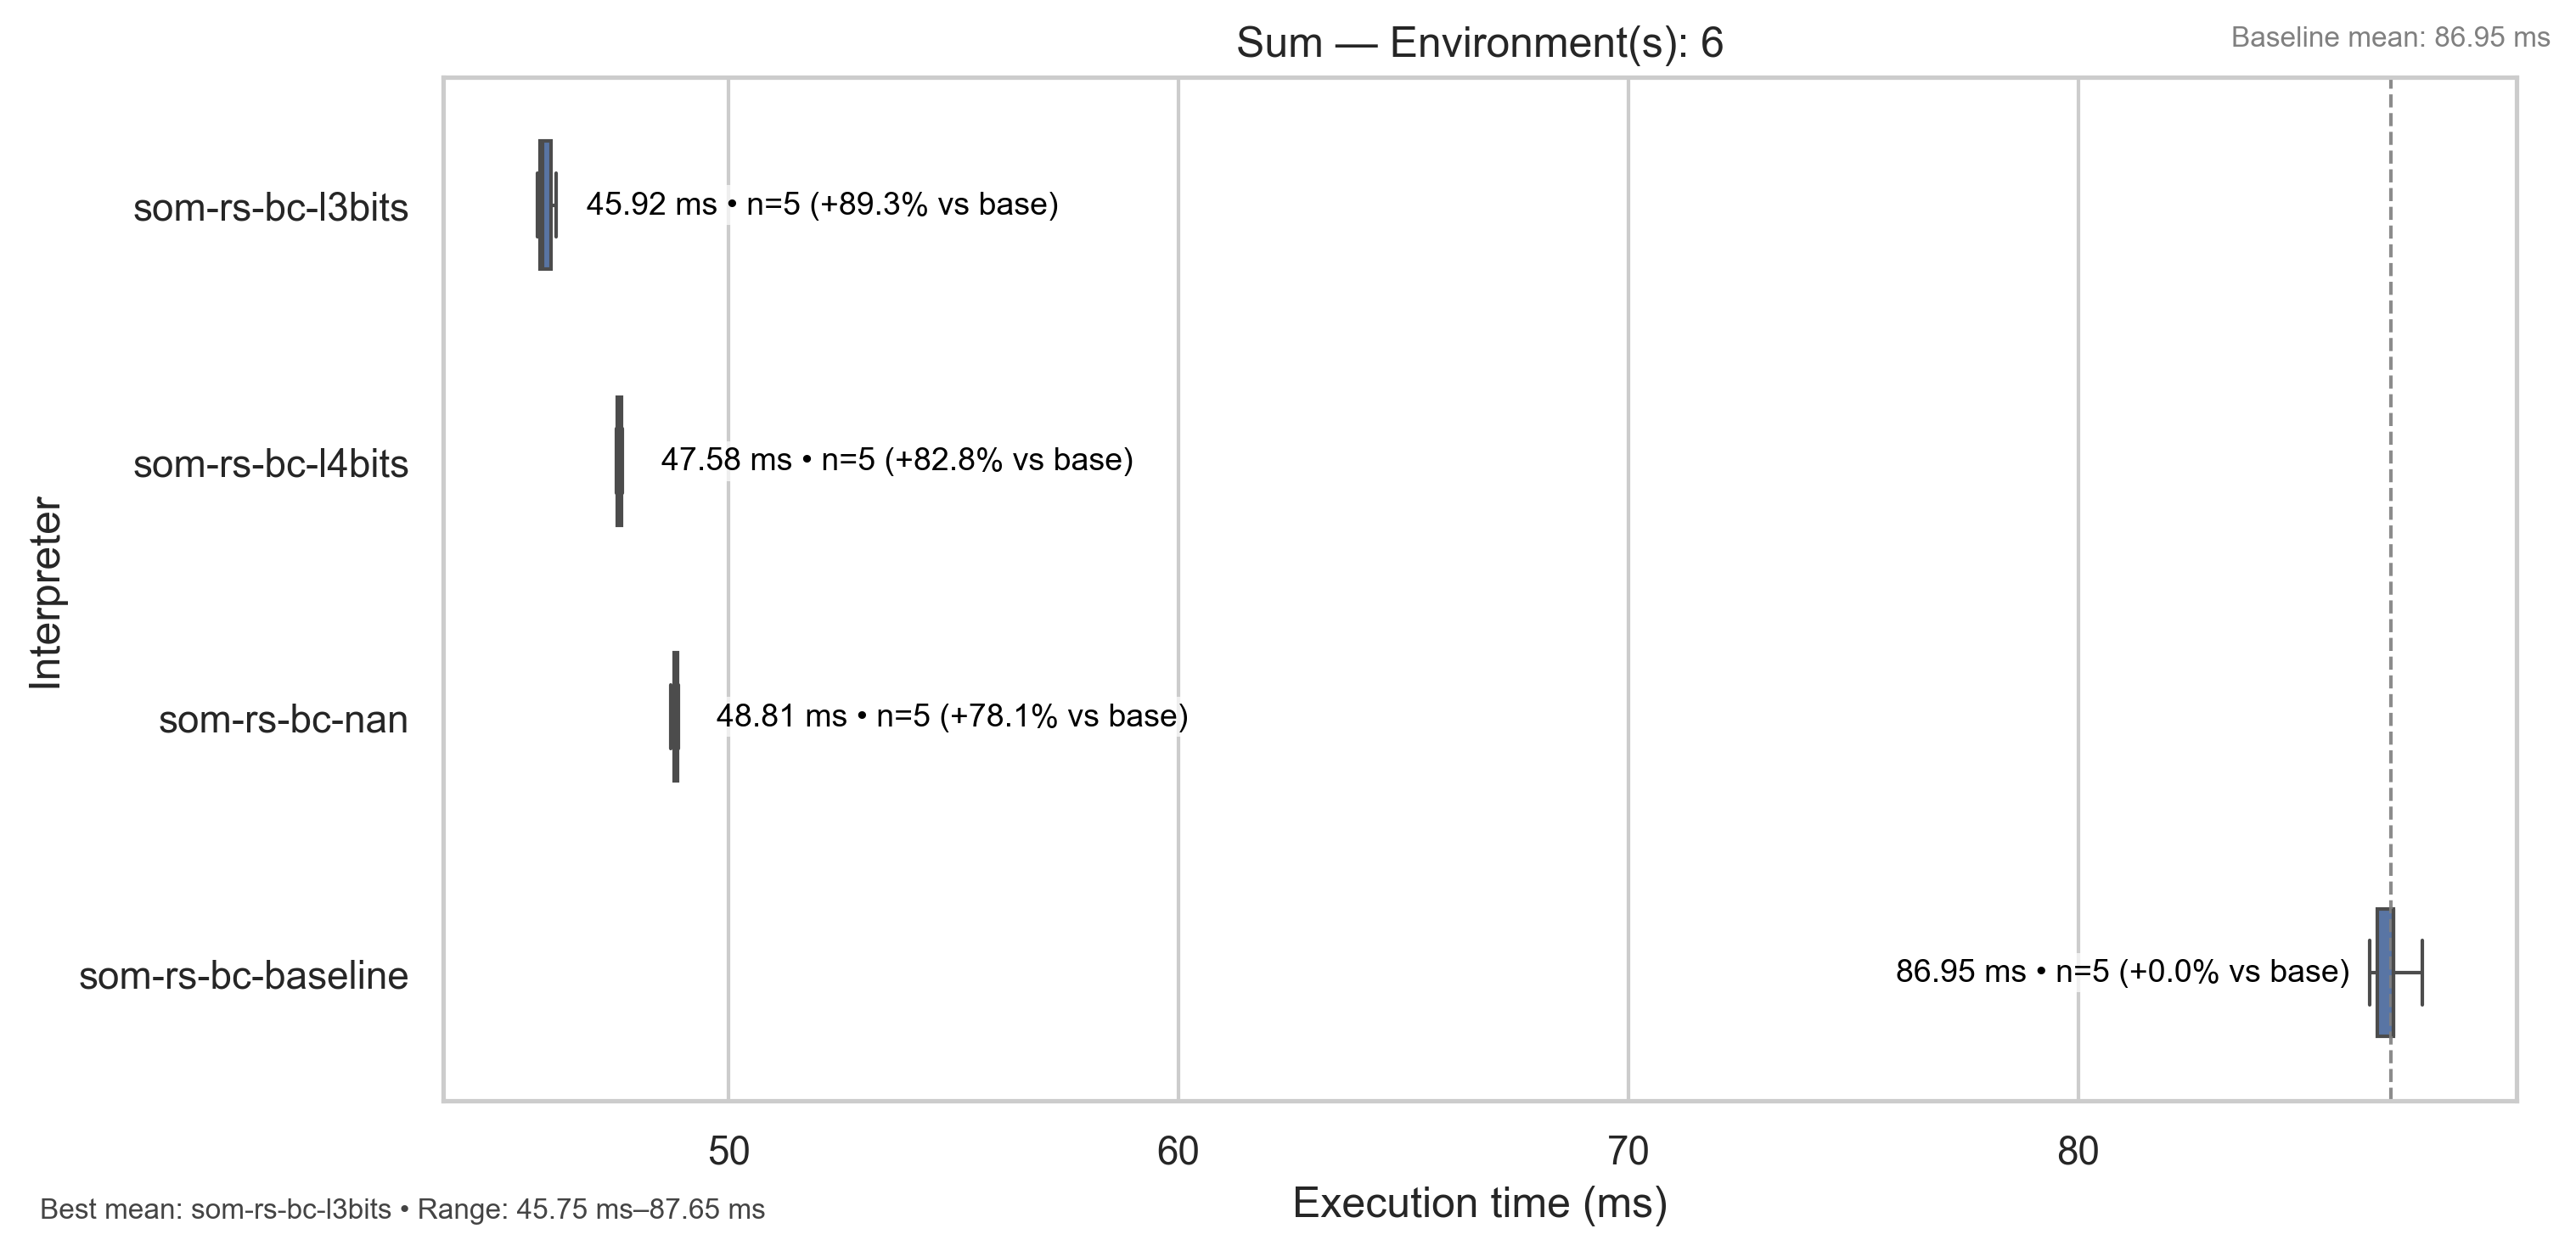 Sum — Environment(s): 6
Baseline mean: 86.95 ms
Interpreter
som-rs-bc-l3bits
45.92 ms • n=5 (+89.3% vs base)
som-rs-bc-l4bits
47.58 ms • n=5 (+82.8% vs base)
som-rs-bc-nan
48.81 ms • n=5 (+78.1% vs base)
som-rs-bc-baseline
86.95 ms • n=5 (+0.0% vs base)
50 60 70 80
Execution time (ms)
Best mean: som-rs-bc-l3bits • Range: 45.75 ms–87.65 ms